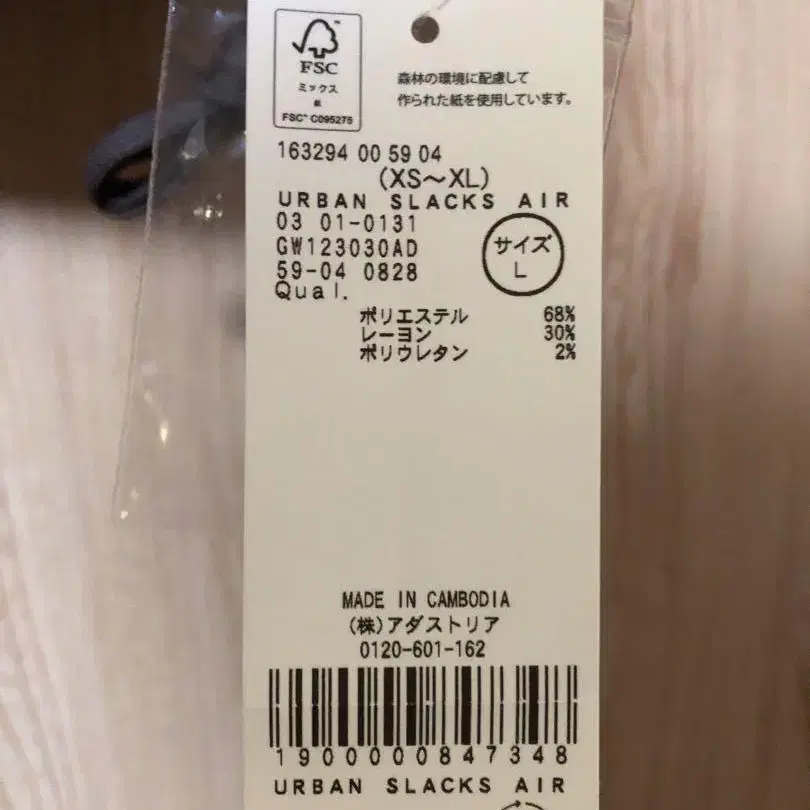 FSC
ミックス
紙
FSC™ C095275
森林の環境に配慮して
作られた紙を使用しています。
163294 00 59 04
(XS〜XL)
URBAN SLACKS AIR
03 01-0131
GW123030AD
59-04 0828
Qual.
サイズ
L
ポリエステル 68%
レーヨン 30%
ポリウレタン 2%
MADE IN CAMBODIA
(株)アダストリア
0120-601-162
1900000847348
URBAN SLACKS AIR